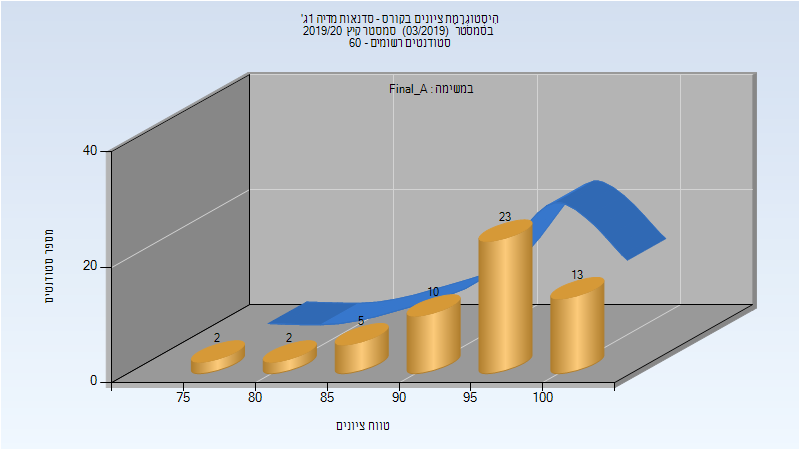 היסטוגרמת ציונים בקורס - סדנאות מדיה 1ג'
בסמסטר (03/2019) סמסטר קיץ 2019/20
סטודנטים רשומים - 60
במשימה : Final_A
מספר סטודנטים
40
20
0
2
2
5
10
23
13
75
80
85
90
95
100
טווח ציונים